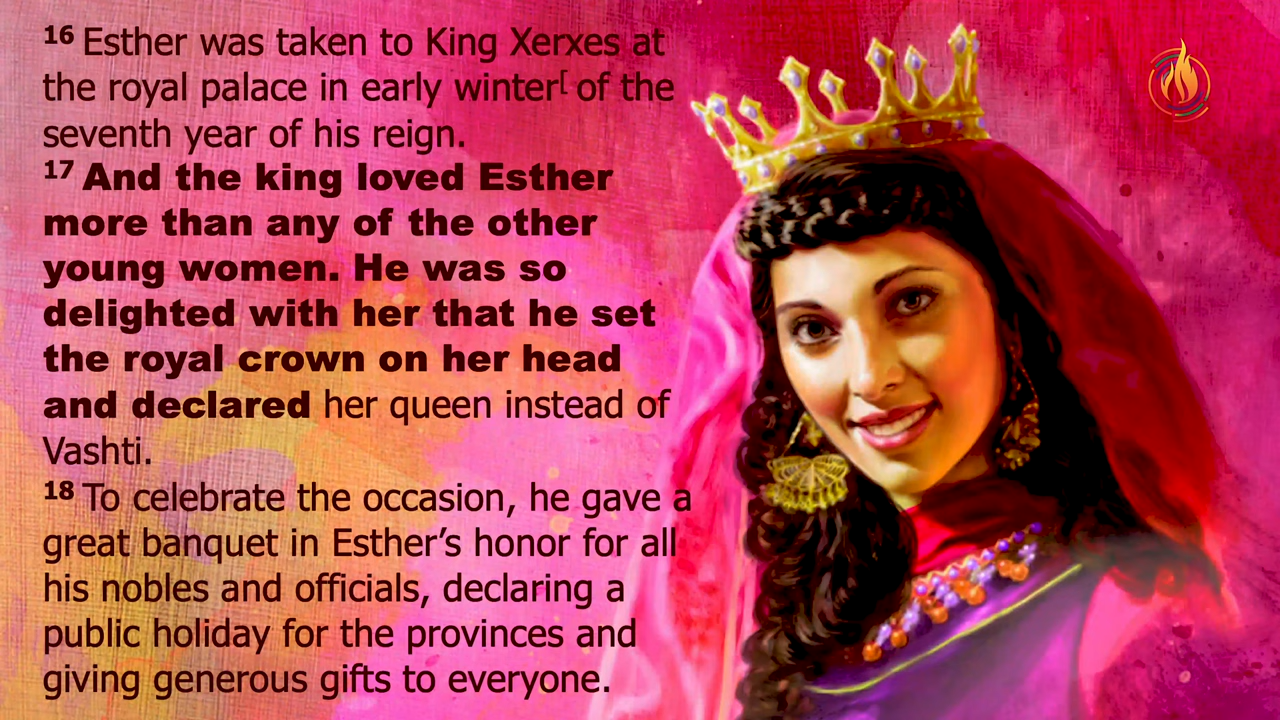 16 Esther was taken to King Xerxes at
the royal palace in early winter[ of the
seventh year of his reign.
17 And the king loved Esther
more than any of the other
young women. He was so
delighted with her that he set
the royal crown on her head
and declared her queen instead of
Vashti.
18 To celebrate the occasion, he gave a
great banquet in Esther’s honor for all
his nobles and officials, declaring a
public holiday for the provinces and
giving generous gifts to everyone.